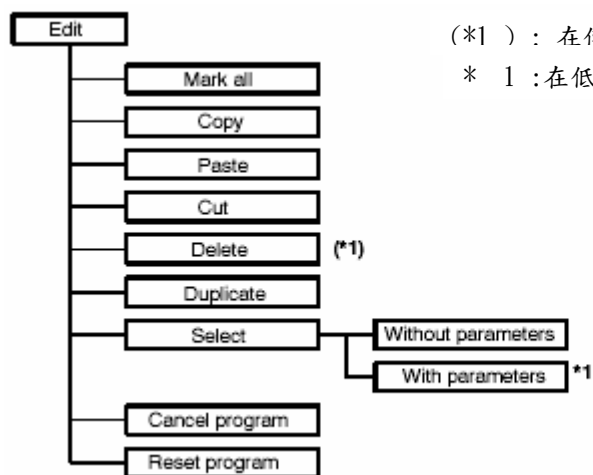 Edit
(*1 ) : 在
* 1 :在低
Mark all
Copy
Paste
Cut
Delete (*1)
Duplicate
Select
Without parameters
With parameters *1
Cancel program
Reset program